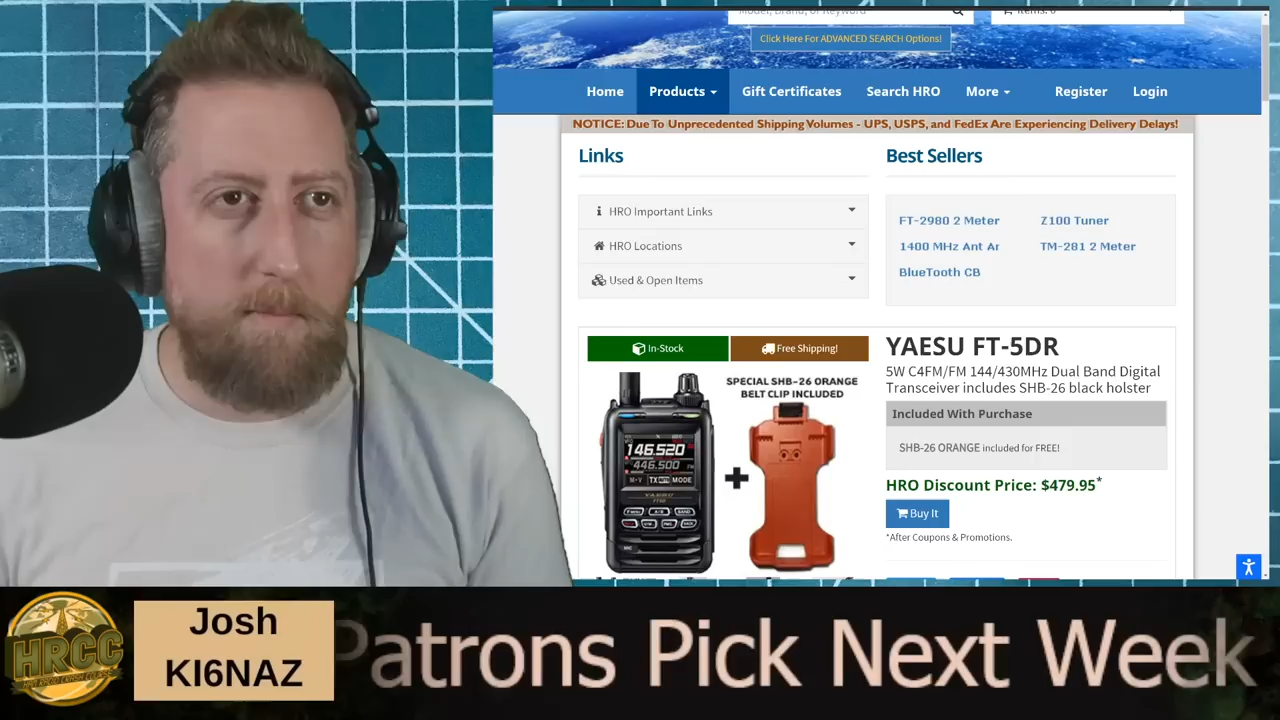 Click Here For ADVANCED SEARCH Options!
Home
Products
Gift Certificates
Search HRO
More
Register
Login
NOTICE: Due To Unprecedented Shipping Volumes - UPS, USPS, and FedEx Are Experiencing Delivery Delays!
Links
HRO Important Links
HRO Locations
Used & Open Items
Best Sellers
FT-2980 2 Meter
Z100 Tuner
1400 MHz Ant Ar
TM-281 2 Meter
BlueTooth CB
In-Stock
Free Shipping!
SPECIAL SHB-26 ORANGE
BELT CLIP INCLUDED
146.520
446.500
M-V
TX
MODE
YAESU
YAESU FT-5DR
5W C4FM/FM 144/430MHz Dual Band Digital
Transceiver includes SHB-26 black holster
Included With Purchase
SHB-26 ORANGE included for FREE!
HRO Discount Price: $479.95*
Buy It
*After Coupons & Promotions.
HRCC
Josh
KI6NAZ
Patrons Pick Next Week